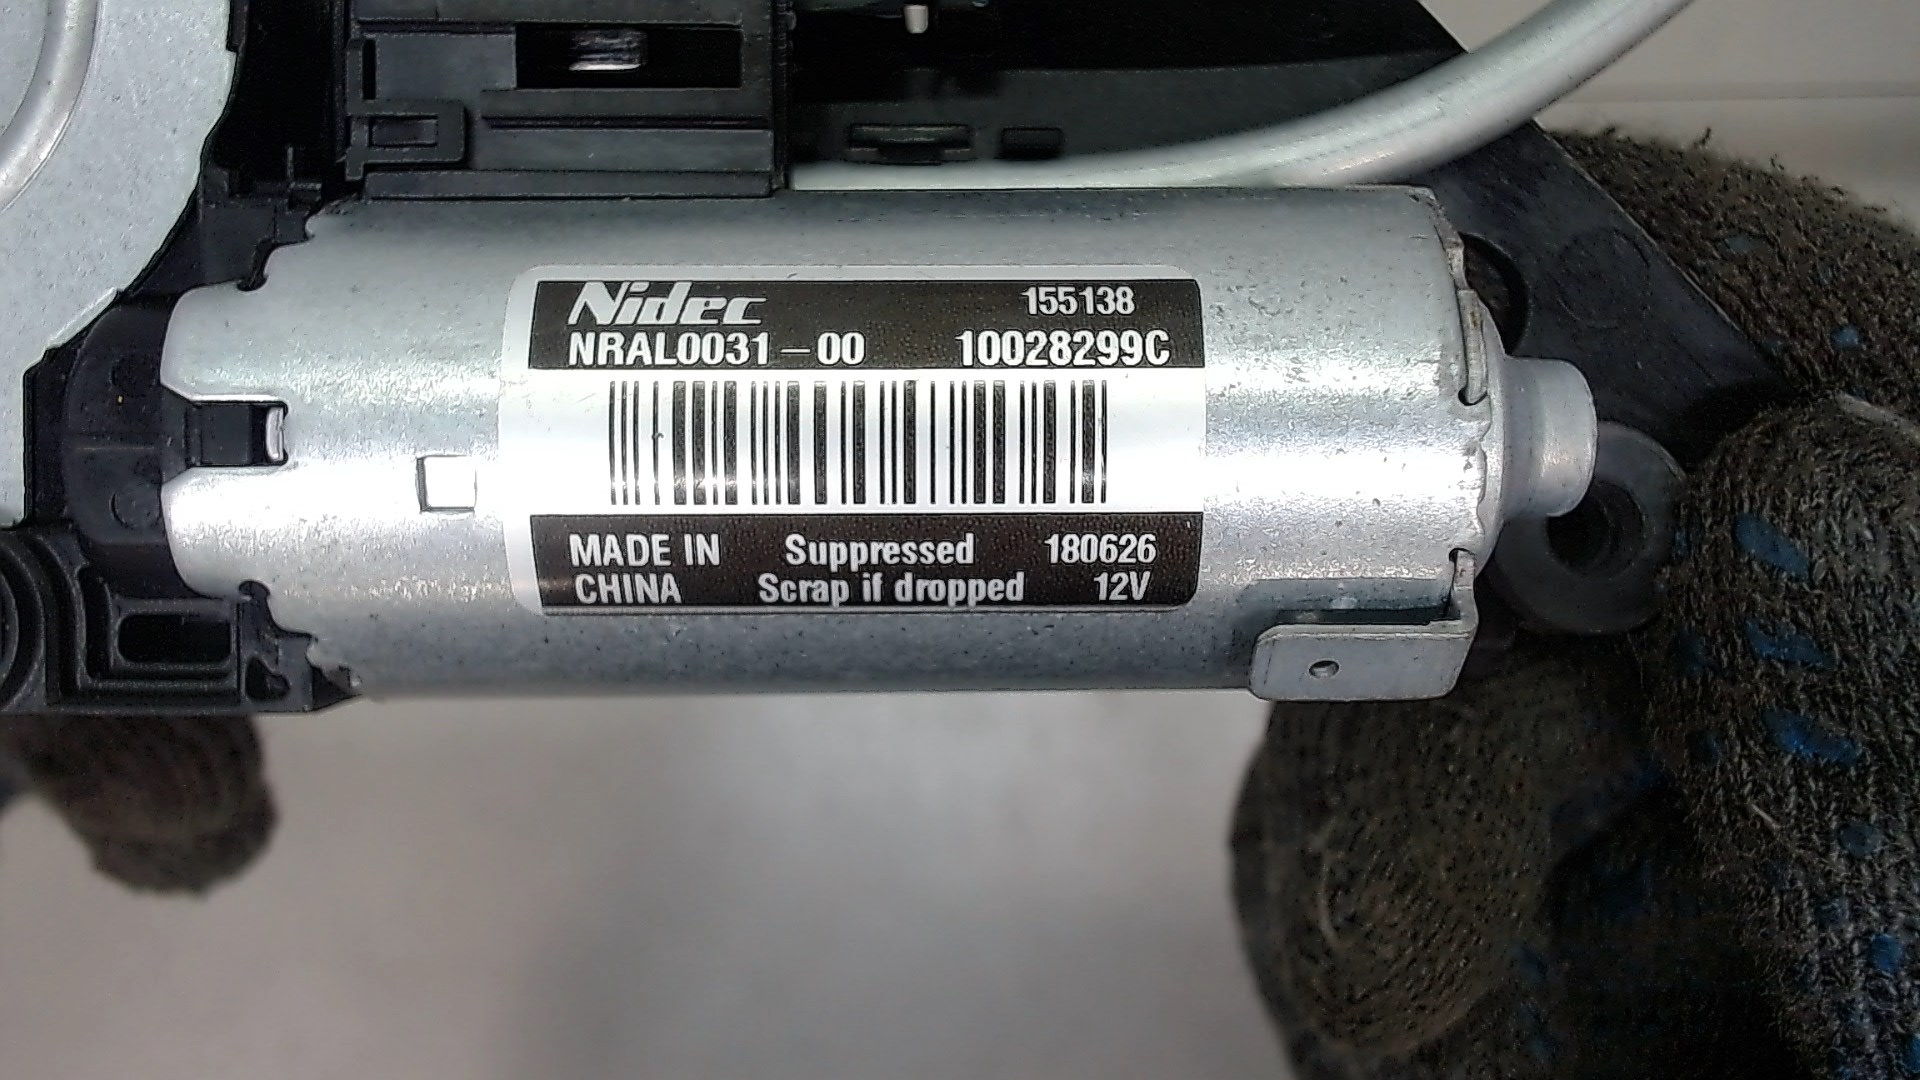 Nidec 155138
NRAL0031-00 10028299C
MADE IN Suppressed 180626
CHINA Scrap if dropped 12V